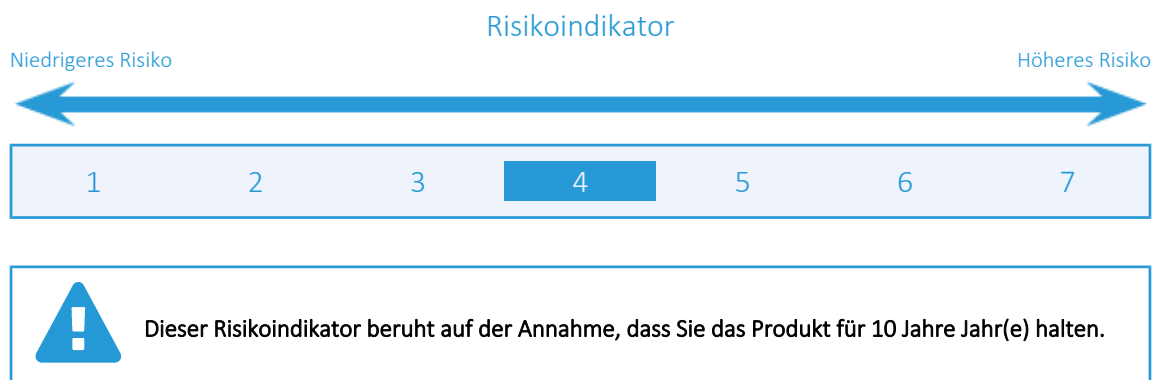 Risikoindikator
Niedrigeres Risiko Höheres Risiko
1 2 3 4 5 6 7
Dieser Risikoindikator beruht auf der Annahme, dass Sie das Produkt für 10 Jahre Jahr(e) halten.